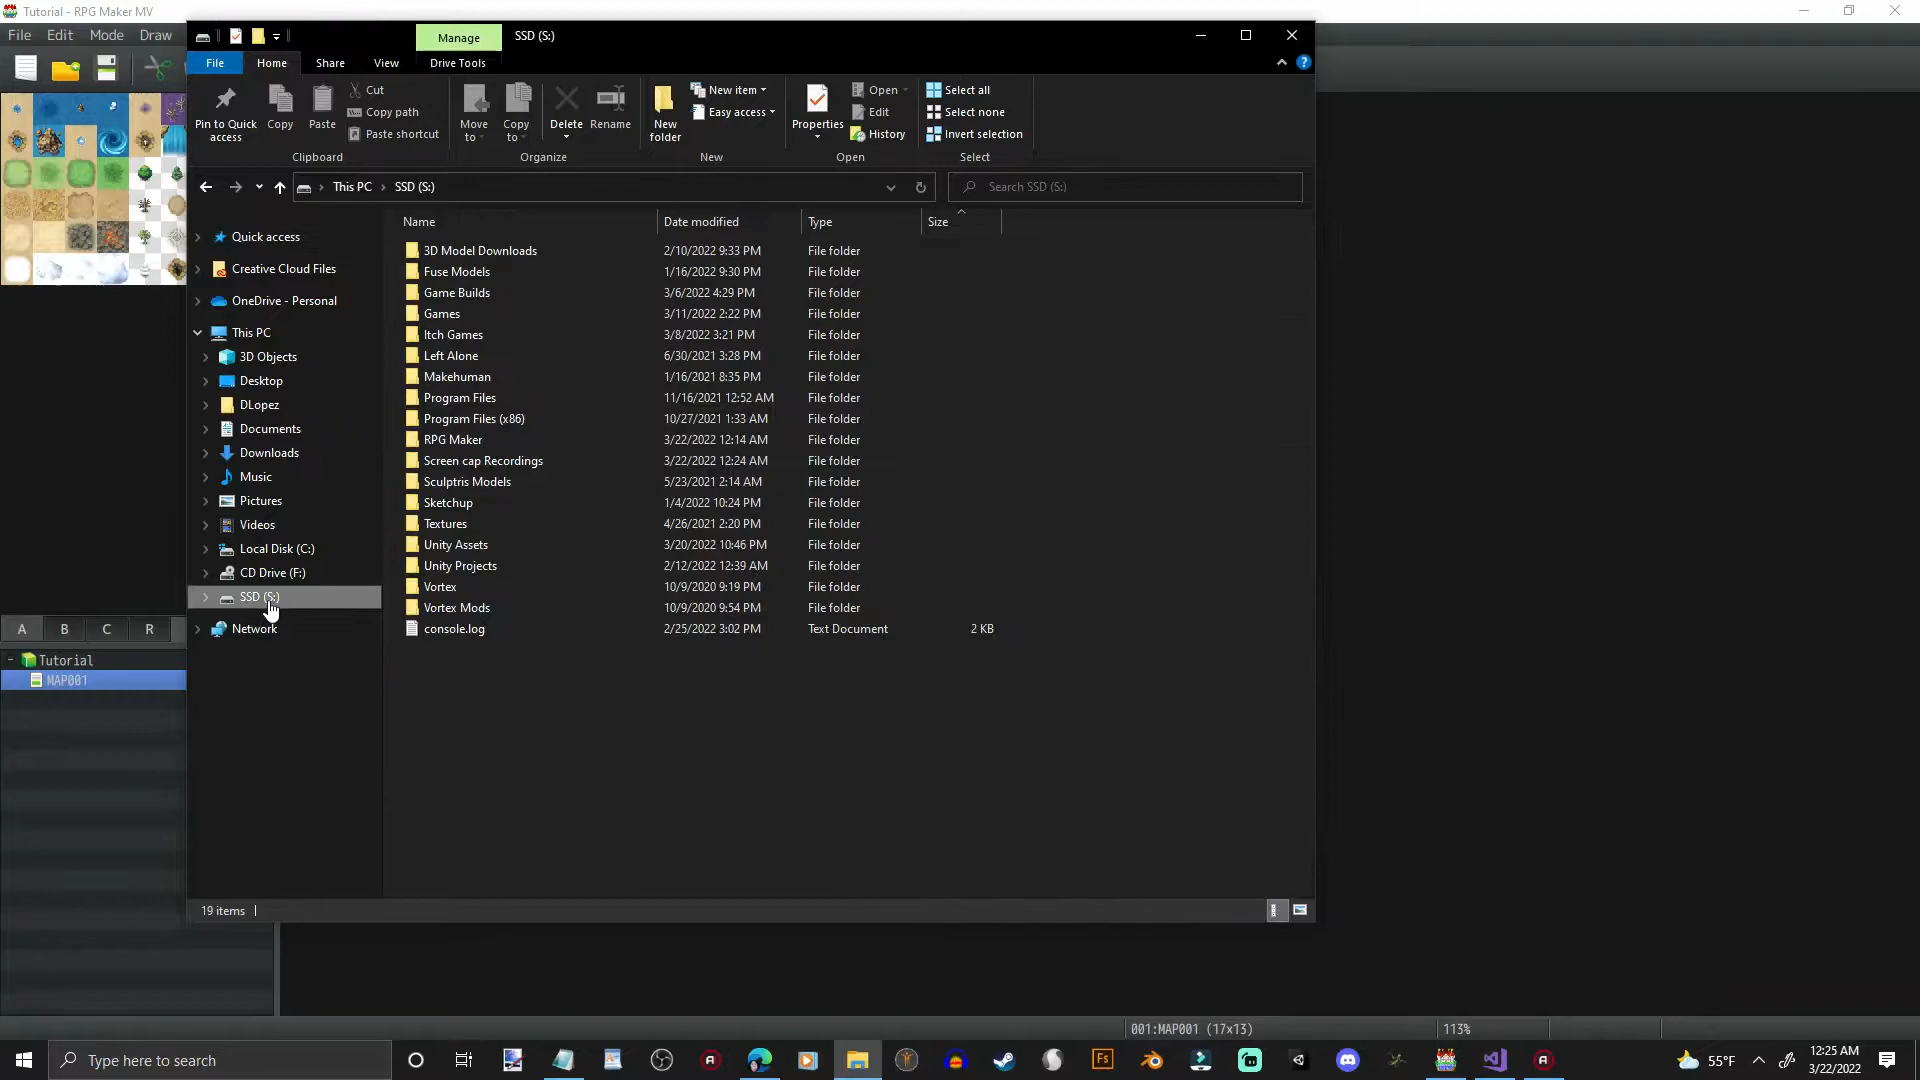 Tutorial - RPG Maker MV
File Edit Mode Draw
Manage SSD (S:)
File Home Share View Drive Tools
Pin to Quick access
Copy
Paste
Cut
Copy path
Paste shortcut
Clipboard
Move to
Copy to
Delete
Rename
Organize
New folder
New item
Easy access
New
Properties
Open
Edit
History
Open
Select all
Select none
Invert selection
Select
This PC > SSD (S:)
Search SSD (S:)
Quick access
Creative Cloud Files
OneDrive - Personal
This PC
3D Objects
Desktop
DLopez
Documents
Downloads
Music
Pictures
Videos
Local Disk (C:)
CD Drive (F:)
SSD (S:)
Network
Name Date modified Type Size
3D Model Downloads 2/10/2022 9:33 PM File folder
Fuse Models 1/16/2022 9:30 PM File folder
Game Builds 3/6/2022 4:29 PM File folder
Games 3/11/2022 2:22 PM File folder
Itch Games 3/8/2022 3:21 PM File folder
Left Alone 6/30/2021 3:28 PM File folder
Makehuman 1/16/2021 8:35 PM File folder
Program Files 11/16/2021 12:52 AM File folder
Program Files (x86) 10/27/2021 1:33 AM File folder
RPG Maker 3/22/2022 12:14 AM File folder
Screen cap Recordings 3/22/2022 12:24 AM File folder
Sculptris Models 5/23/2021 2:14 AM File folder
Sketchup 1/4/2022 10:24 PM File folder
Textures 4/26/2021 2:20 PM File folder
Unity Assets 3/20/2022 10:46 PM File folder
Unity Projects 2/12/2022 12:39 AM File folder
Vortex 10/9/2020 9:19 PM File folder
Vortex Mods 10/9/2020 9:54 PM File folder
console.log 2/25/2022 3:02 PM Text Document 2 KB
19 items
A B C R
Tutorial
MAP001
001:MAP001 (17x13) 113%
Type here to search
Fs
55°F
12:25 AM
3/22/2022